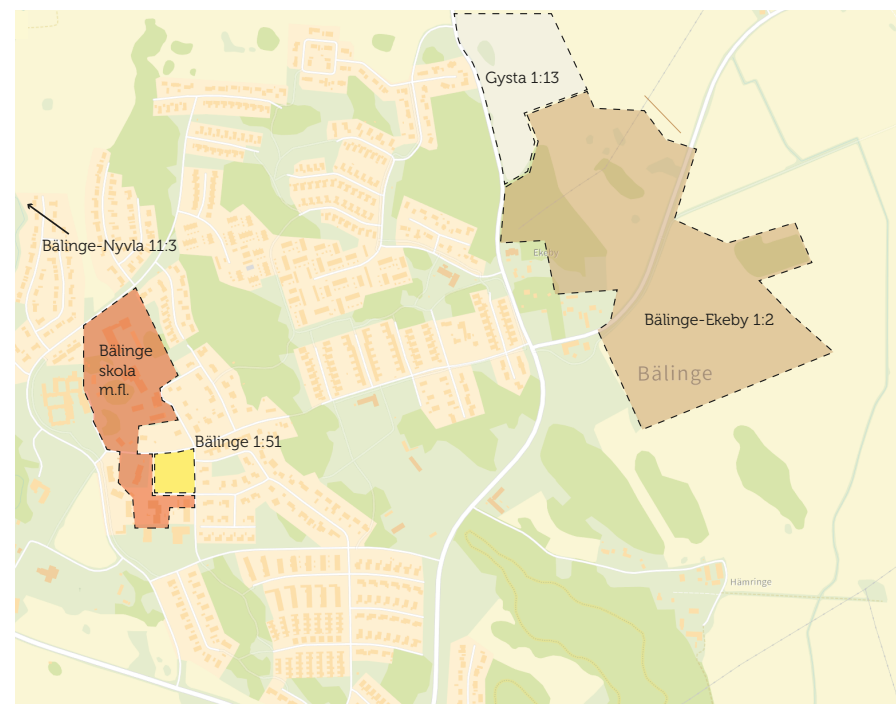 Gysta 1:13
Bälinge-Nyvla 11:3
Ekeby
Bälinge-Ekeby 1:2
Bälinge
skola
m.fl.
Bälinge
Bälinge 1:51
Hämringe